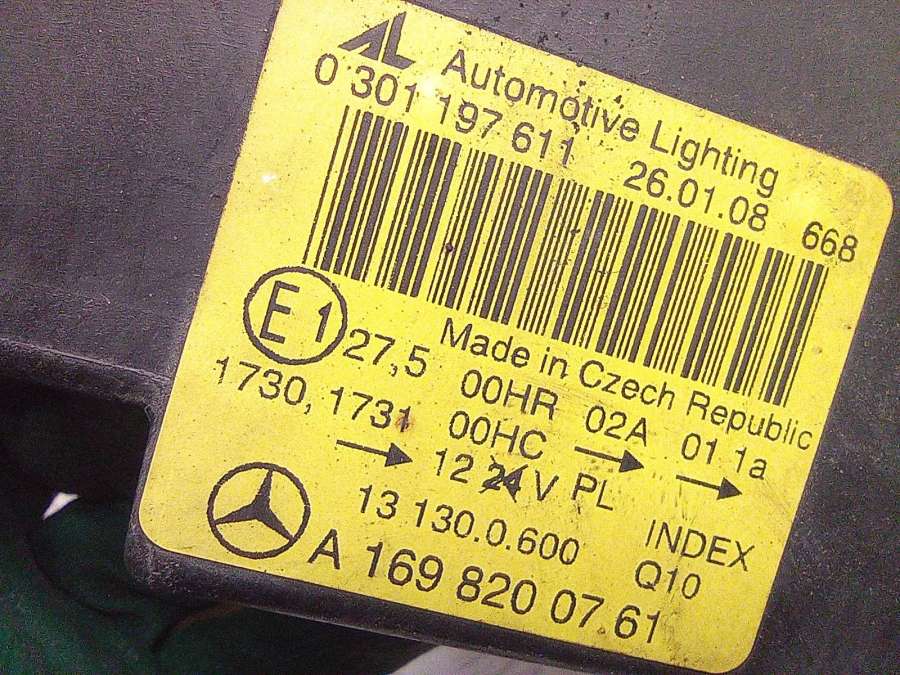 AL Automotive Lighting
0 301 197 611 26.01.08 668
Made in Czech Republic
E1 27,5 00HR 02A 01 1a
1730, 1731 00HC → →
→ 12 24 V PL INDEX
13 130.0.600 Q10
A 169 820 07 61